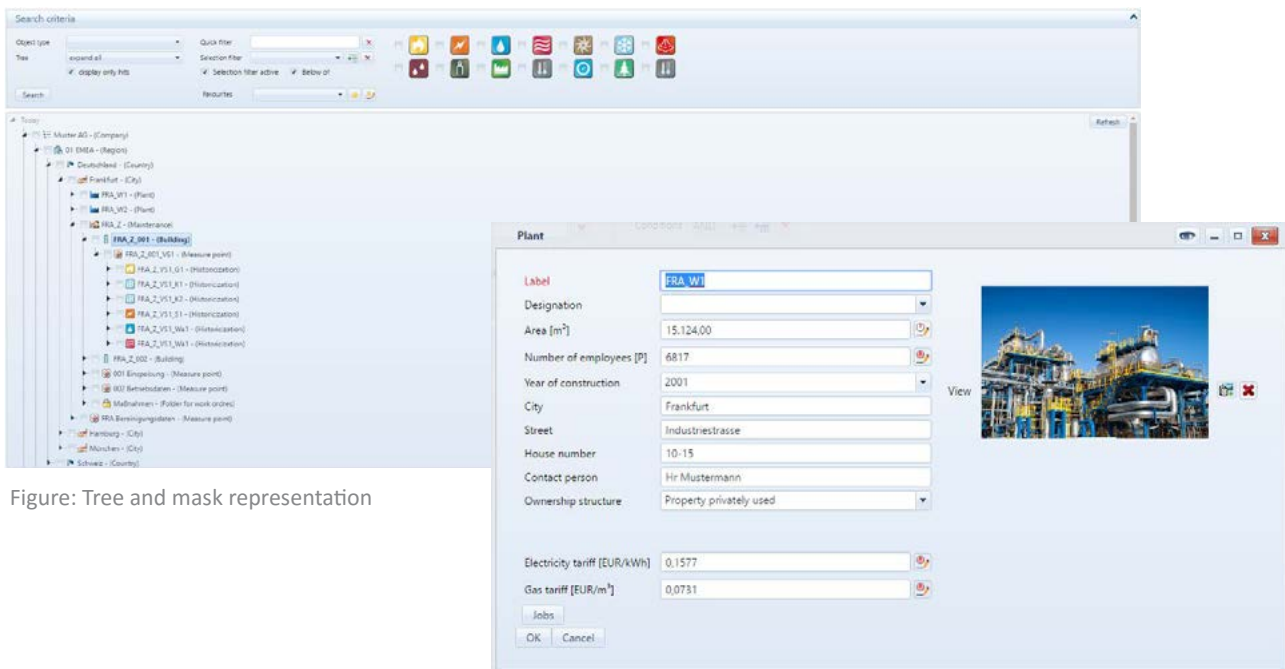 Search criteria
Object type
Quick filter
Tree
expand all
Selection filter
display only hits
Selection filter active
Below of
Search
Favourites
Today
Refresh
Muster AG - (Company)
01 EMEA - (Region)
Deutschland - (Country)
Frankfurt - (City)
FRA_W1 - (Plant)
FRA_W2 - (Plant)
FRA_Z - (Maintenance)
FRA_Z_001 - (Building)
FRA_Z_001_VS1 - (Measure point)
FRA_Z_VS1_G1 - (Historicization)
FRA_Z_VS1_K1 - (Historicization)
FRA_Z_VS1_K2 - (Historicization)
FRA_Z_VS1_S1 - (Historicization)
FRA_Z_VS1_Wa1 - (Historicization)
FRA_Z_VS1_Wä1 - (Historicization)
FRA_Z_002 - (Building)
001 Einspeisung - (Measure point)
002 Betriebsdaten - (Measure point)
Maßnahmen - (Folder for work ordres)
FRA Bereinigungsdaten - (Measure point)
Hamburg - (City)
München - (City)
Schweiz - (Country)
Figure: Tree and mask representation
Conditions
Plant
Label FRA_W1
Designation
Area [m²] 15.124,00
Number of employees [P] 6817
Year of construction 2001
View
City Frankfurt
Street Industriestrasse
House number 10-15
Contact person Hr Mustermann
Ownership structure Property privately used
Electricity tariff [EUR/kWh] 0,1577
Gas tariff [EUR/m³] 0,0731
Jobs
OK Cancel